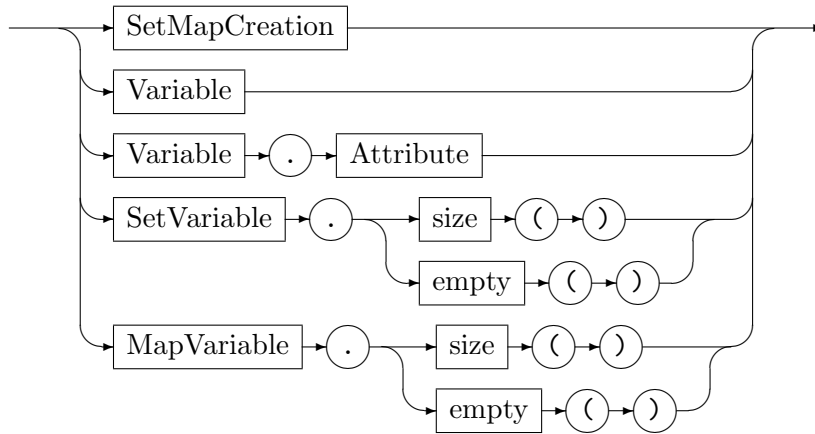 SetMapCreation
Variable
Variable . Attribute
SetVariable . size ( )
empty ( )
MapVariable . size ( )
empty ( )